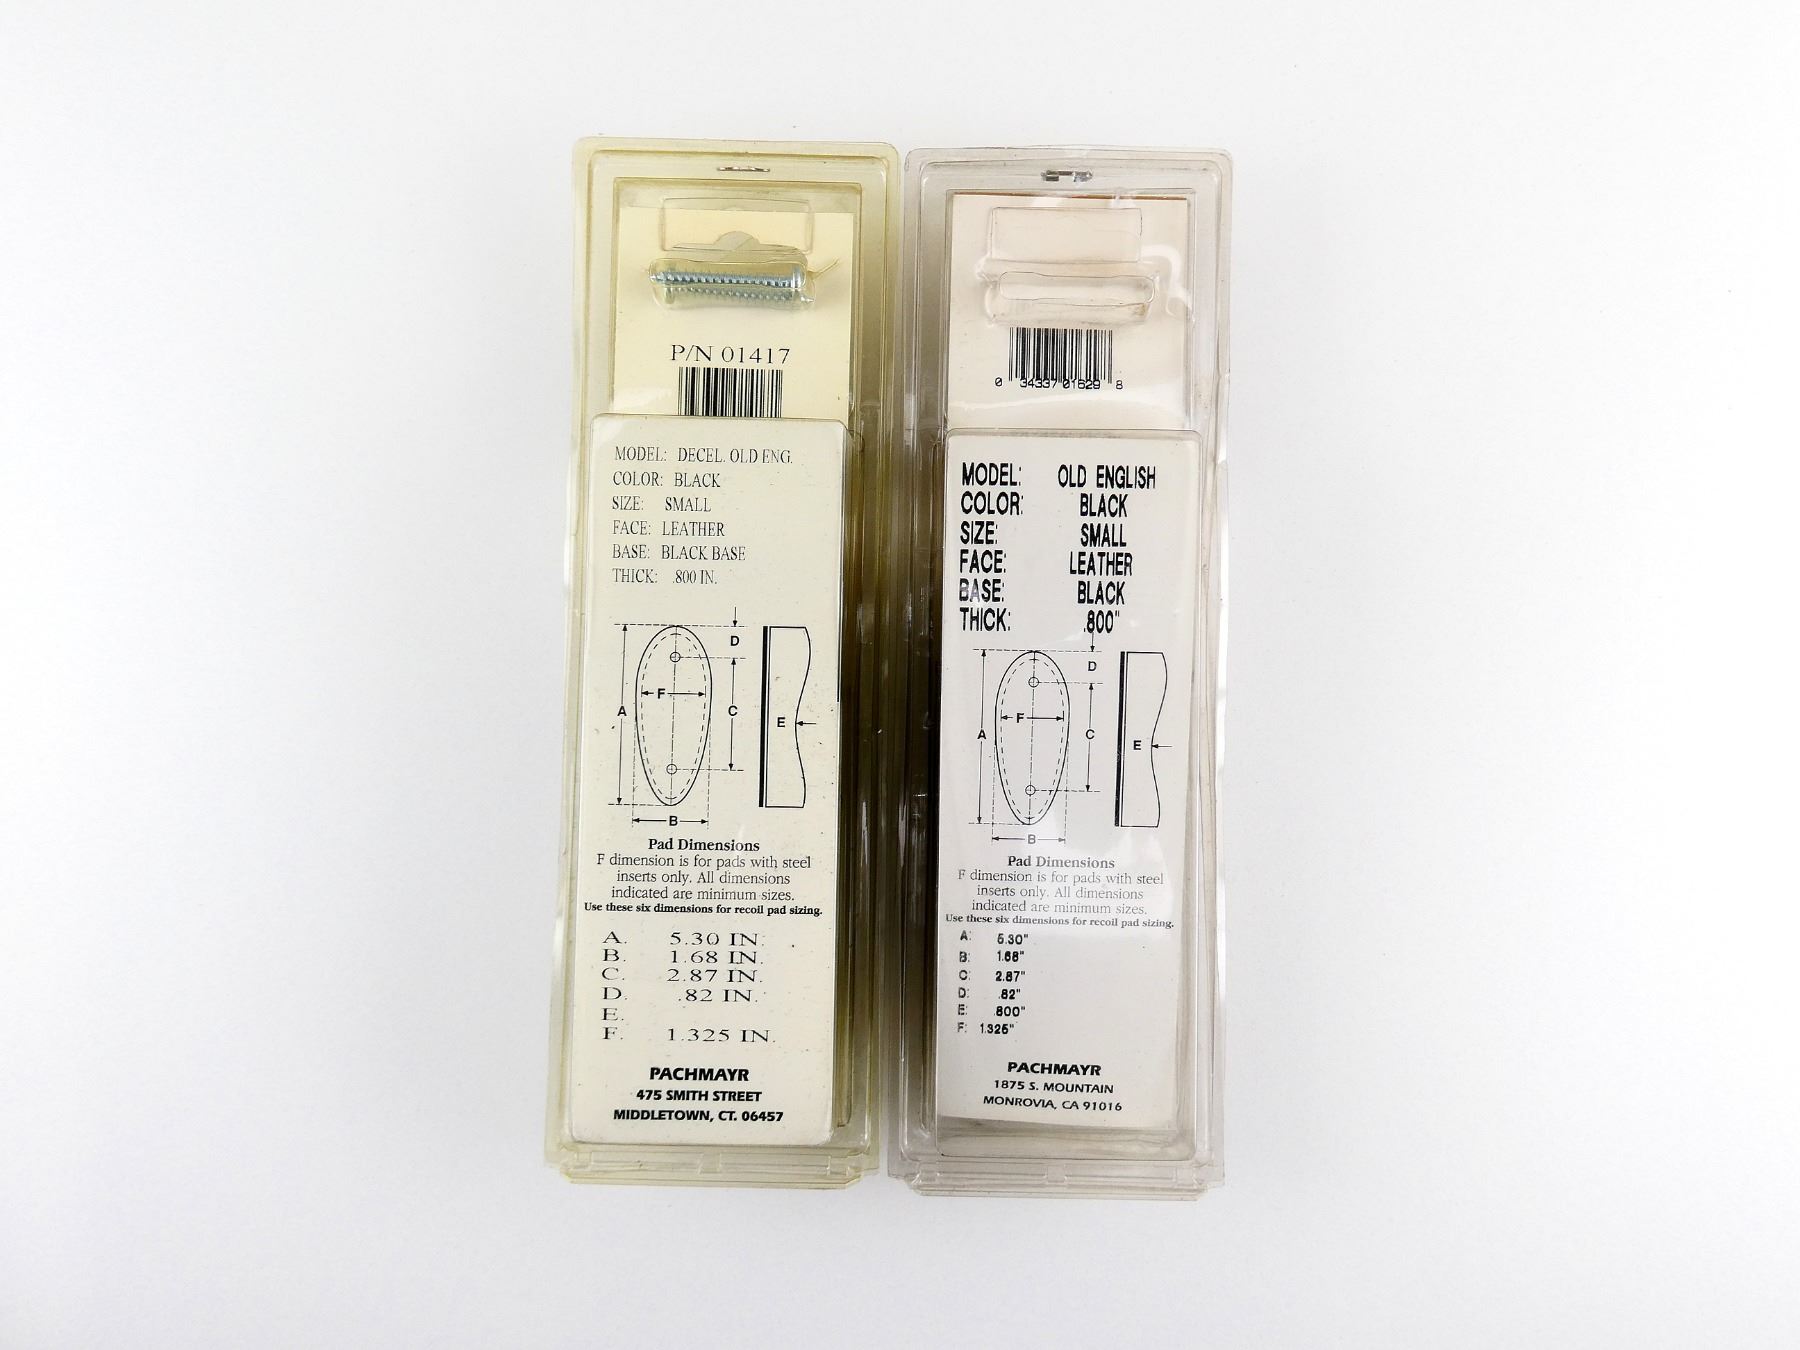 P/N 01417
MODEL: DECEL. OLD ENG.
COLOR: BLACK
SIZE: SMALL
FACE: LEATHER
BASE: BLACK BASE
THICK: .800 IN.
A
B
C
D
E
F
Pad Dimensions
F dimension is for pads with steel
inserts only. All dimensions
indicated are minimum sizes.
Use these six dimensions for recoil pad sizing.
A. 5.30 IN.
B. 1.68 IN.
C. 2.87 IN.
D. .82 IN.
E.
F. 1.325 IN.
PACHMAYR
475 SMITH STREET
MIDDLETOWN, CT. 06457
0 34337 01629 8
MODEL: OLD ENGLISH
COLOR: BLACK
SIZE: SMALL
FACE: LEATHER
BASE: BLACK
THICK: .800"
A
B
C
D
E
F
Pad Dimensions
F dimension is for pads with steel
inserts only. All dimensions
indicated are minimum sizes.
Use these six dimensions for recoil pad sizing.
A: 5.30"
B: 1.68"
C: 2.87"
D: .82"
E: .800"
F: 1.325"
PACHMAYR
1875 S. MOUNTAIN
MONROVIA, CA 91016